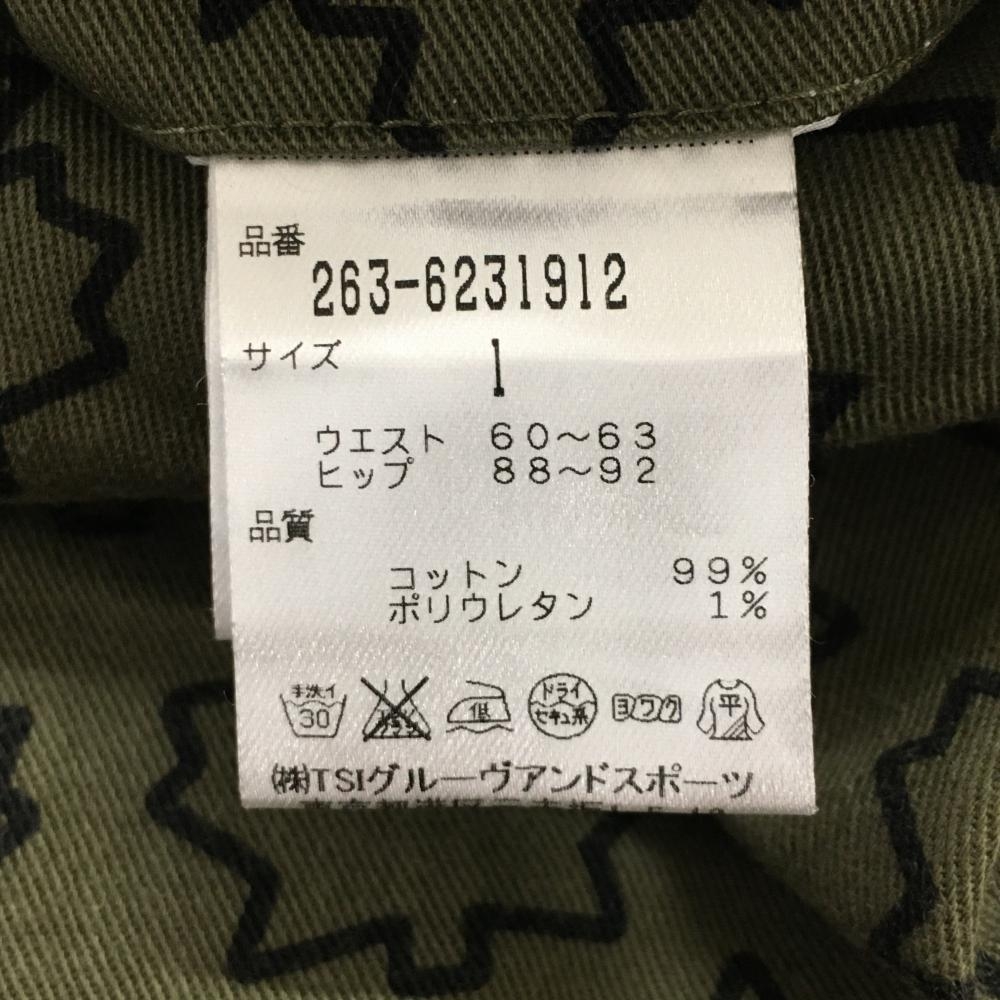 品番
263-6231912
サイズ 1
ウエスト 60～63
ヒップ 88～92
品質
コットン 99%
ポリウレタン 1%
手洗イ 30
低
ドライ
セキユ系
ヨワク
平
㈱TSIグルーヴアンドスポーツ